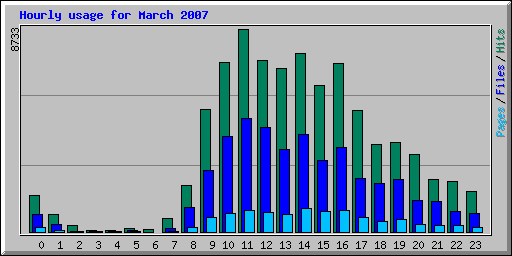 Hourly usage for March 2007
8733
Pages / Files / Hits
0 1 2 3 4 5 6 7 8 9 10 11 12 13 14 15 16 17 18 19 20 21 22 23